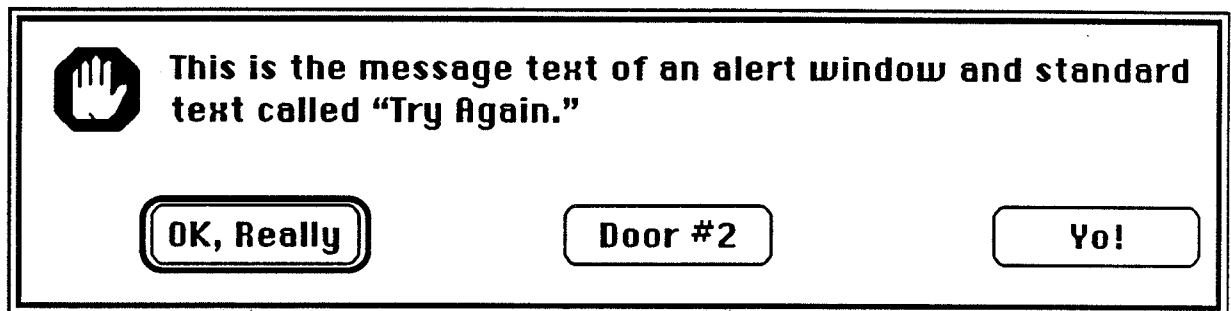 This is the message text of an alert window and standard
text called “Try Again.”
OK, Really
Door #2
Yo!